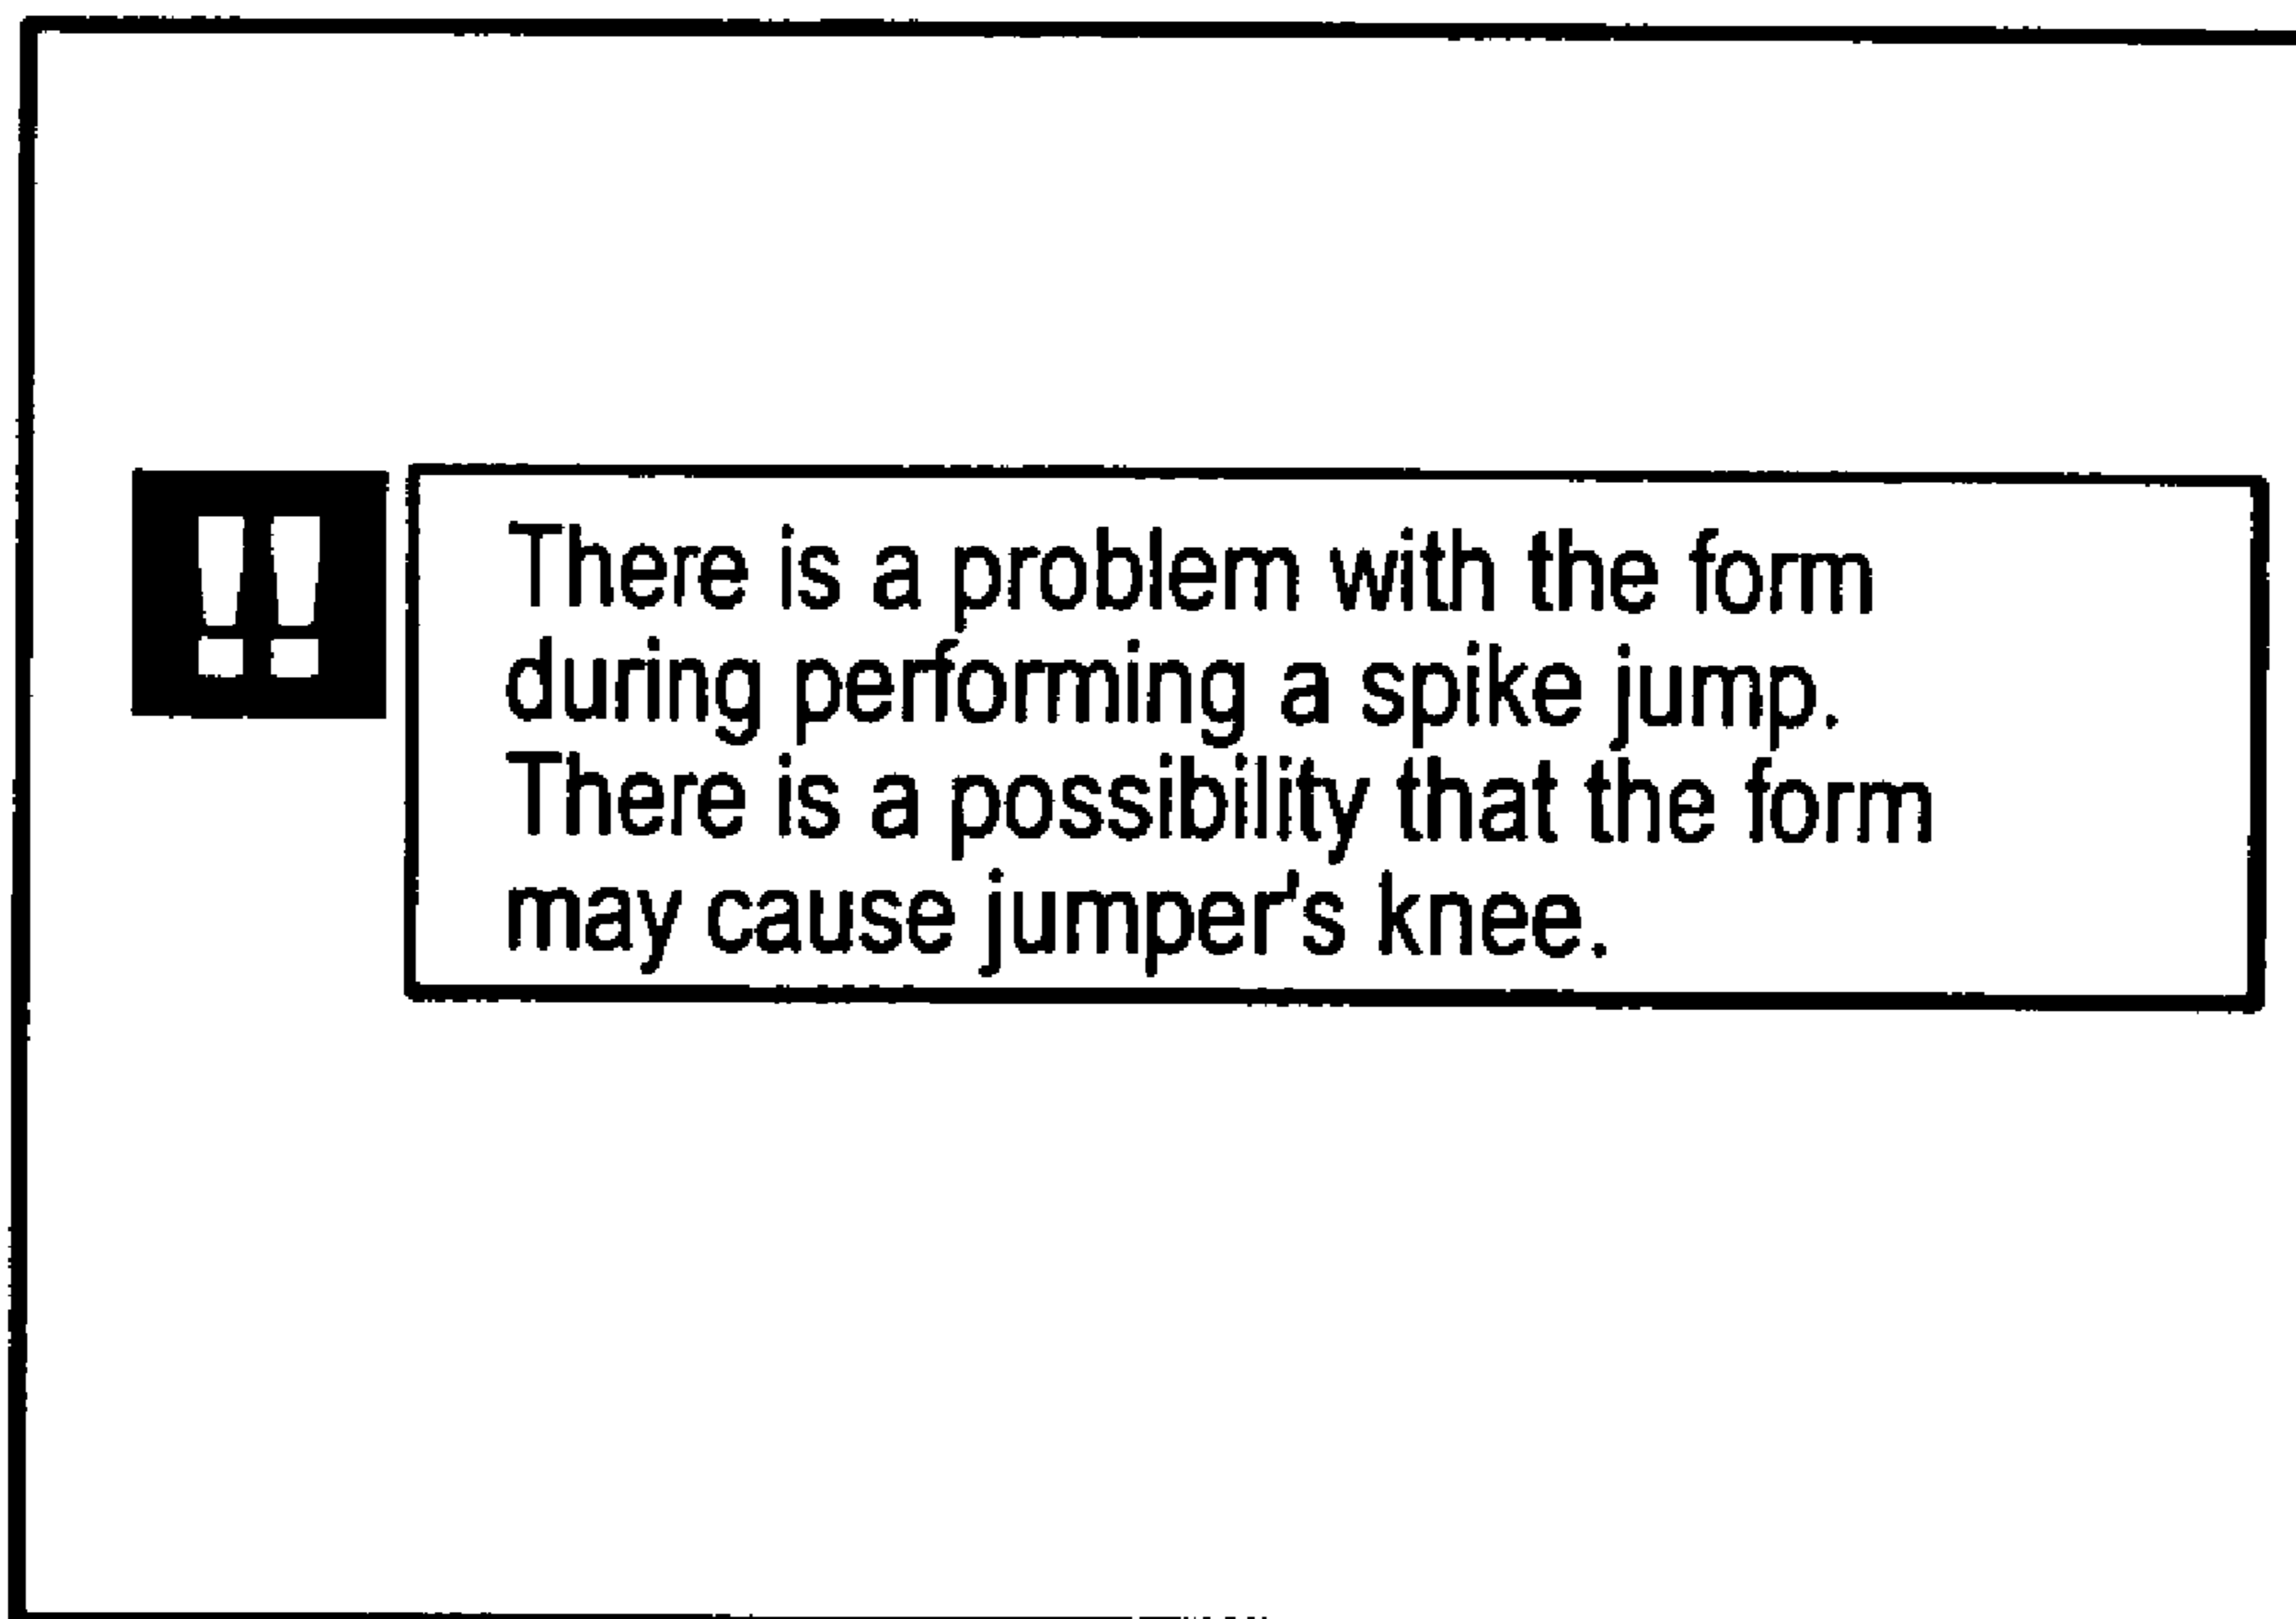 !!
There is a problem with the form
during performing a spike jump.
There is a possibility that the form
may cause jumper's knee.